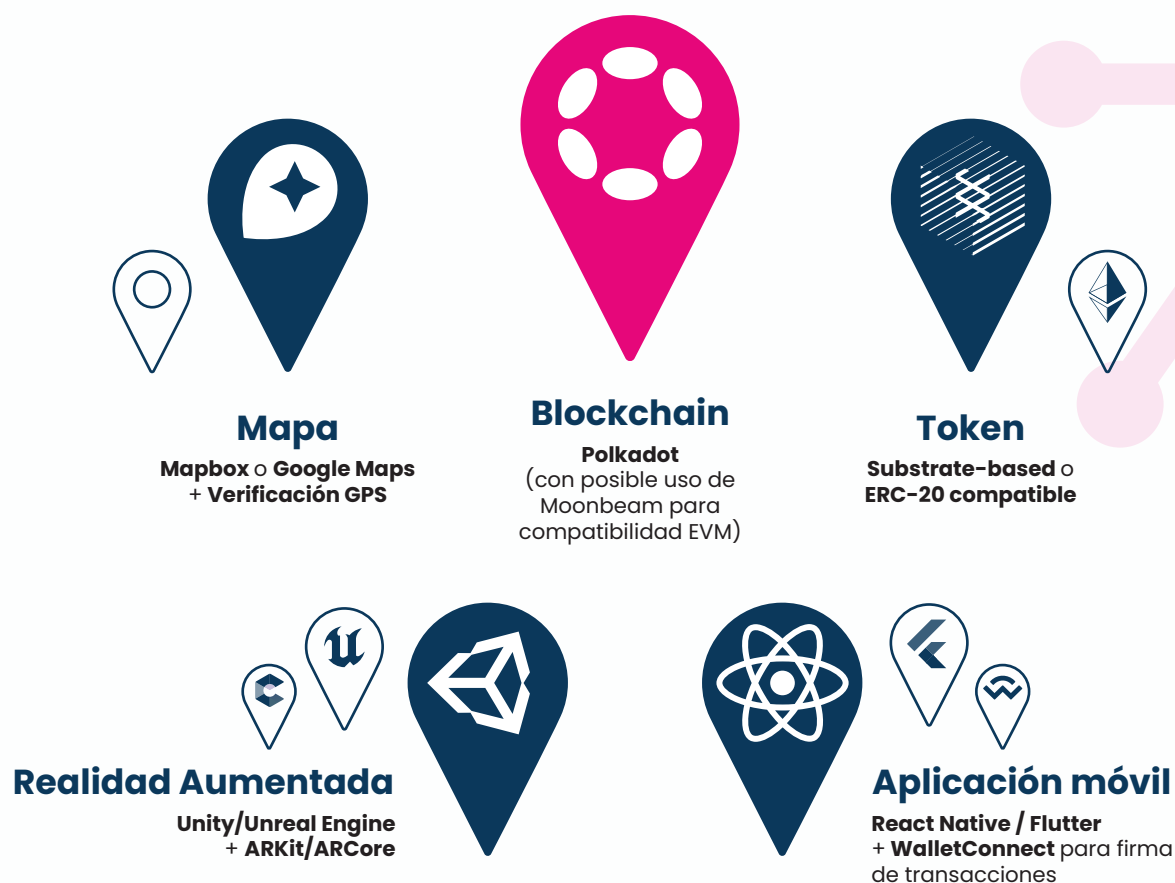 Mapa
Mapbox o Google Maps
+ Verificación GPS
Blockchain
Polkadot
(con posible uso de
Moonbeam para
compatibilidad EVM)
Token
Substrate-based o
ERC-20 compatible
Realidad Aumentada
Unity/Unreal Engine
+ ARKit/ARCore
Aplicación móvil
React Native / Flutter
+ WalletConnect para firma
de transacciones